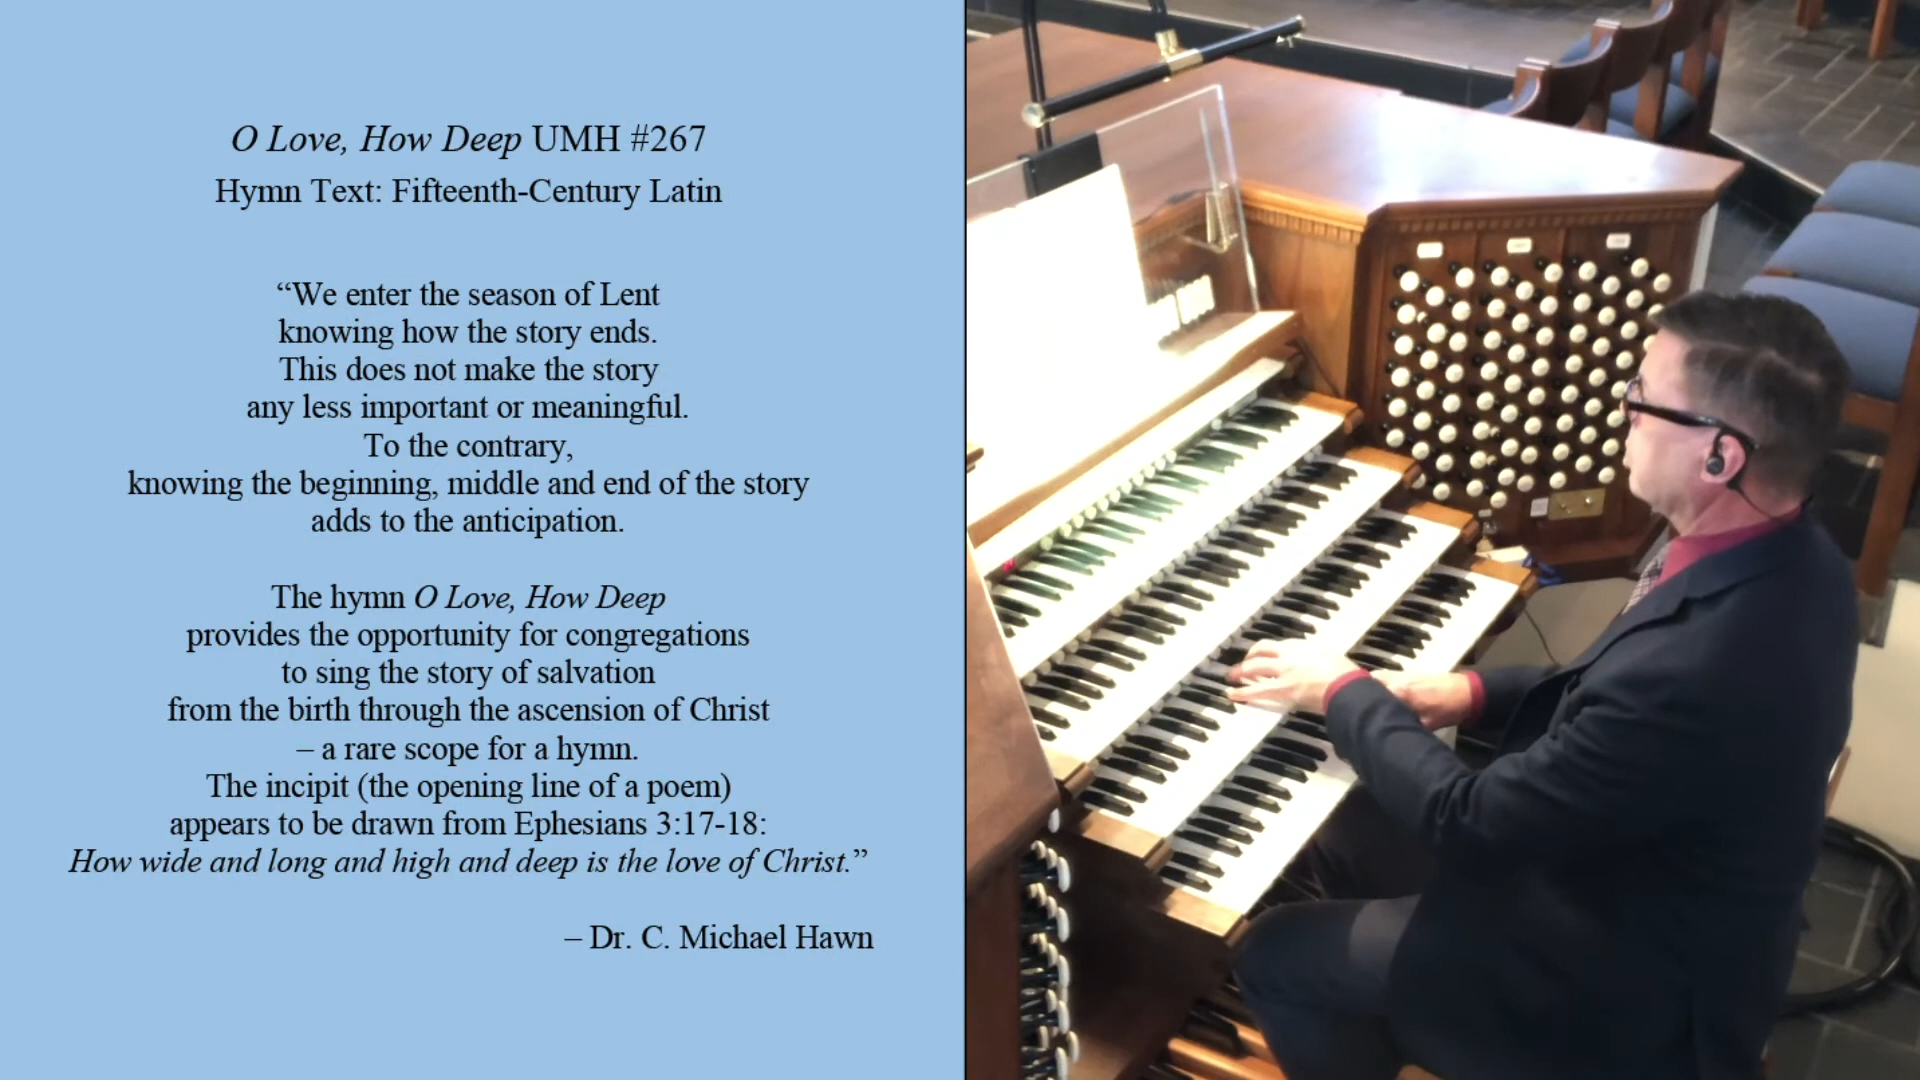 O Love, How Deep UMH #267
Hymn Text: Fifteenth-Century Latin
“We enter the season of Lent
knowing how the story ends.
This does not make the story
any less important or meaningful.
To the contrary,
knowing the beginning, middle and end of the story
adds to the anticipation.
The hymn O Love, How Deep
provides the opportunity for congregations
to sing the story of salvation
from the birth through the ascension of Christ
– a rare scope for a hymn.
The incipit (the opening line of a poem)
appears to be drawn from Ephesians 3:17-18:
How wide and long and high and deep is the love of Christ.”
– Dr. C. Michael Hawn